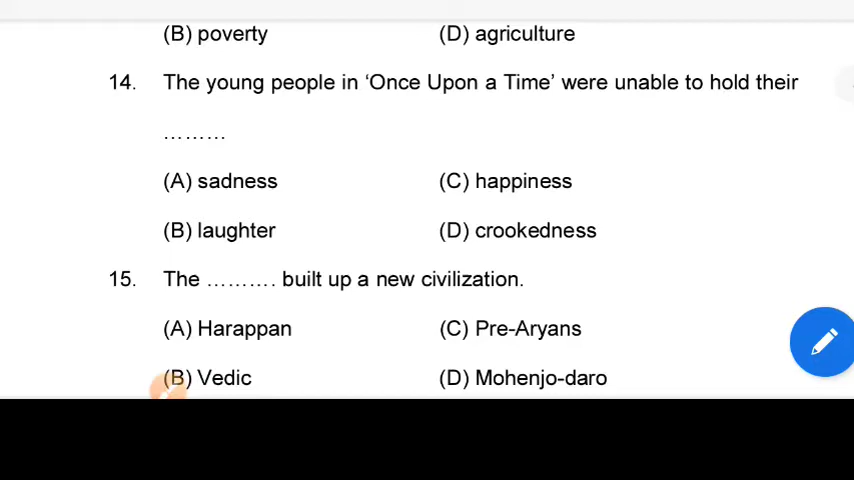 (B) poverty (D) agriculture
14. The young people in ‘Once Upon a Time’ were unable to hold their
………
(A) sadness (C) happiness
(B) laughter (D) crookedness
15. The ………. built up a new civilization.
(A) Harappan (C) Pre-Aryans
(B) Vedic (D) Mohenjo-daro